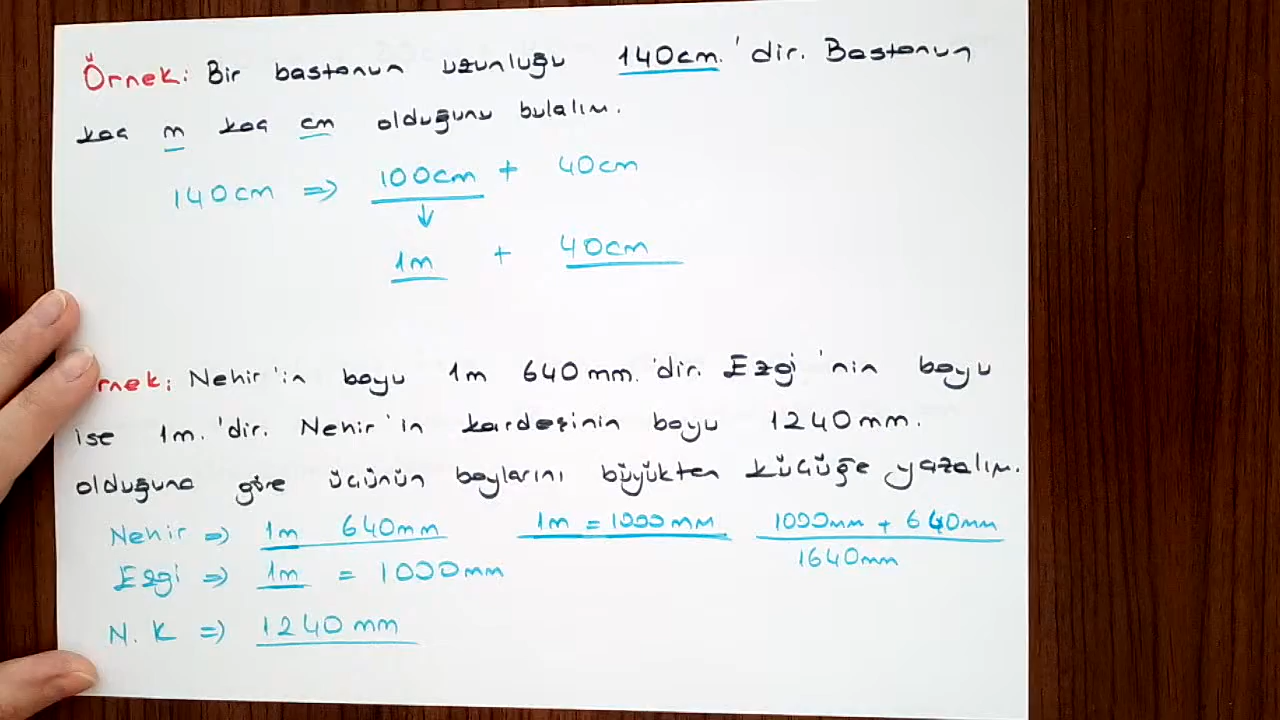 Örnek: Bir bastonun uzunluğu 140cm.'dir. Bastonun
kaç m kaç cm olduğunu bulalım.
140cm ⇒ 100cm + 40cm
↓
1m + 40cm
rnek: Nehir'in boyu 1m 640mm.'dir. Ezgi'nin boyu
ise 1m.'dir. Nehir'in kardeşinin boyu 1240mm.
olduğuna göre üçünün boylarını büyükten küçüğe yazalım.
Nehir ⇒ 1m 640mm 1m = 1000mm 1000mm + 640mm
1640mm
Ezgi ⇒ 1m = 1000mm
N.K ⇒ 1240mm